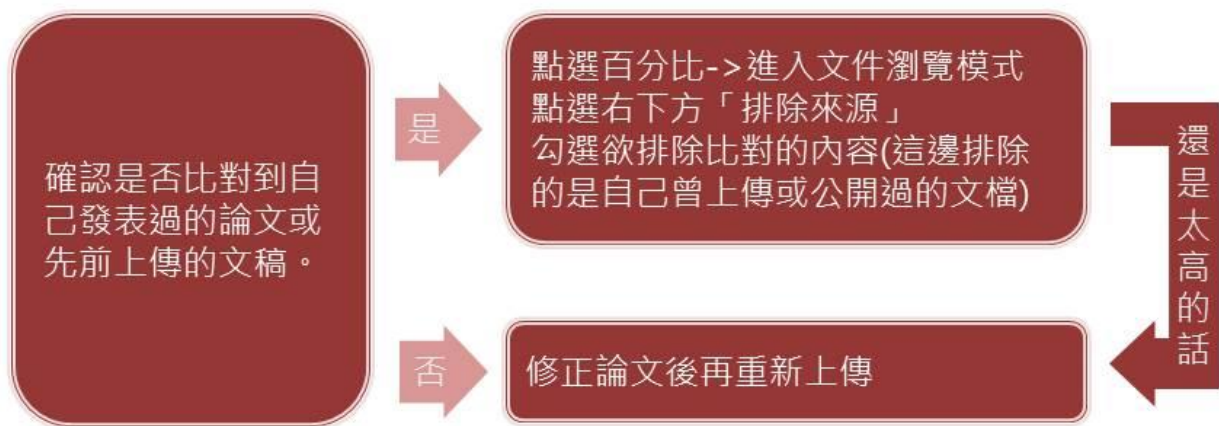 確認是否比對到自
己發表過的論文或
先前上傳的文稿。
是
點選百分比->進入文件瀏覽模式
點選右下方「排除來源」
勾選欲排除比對的內容(這邊排除
的是自己曾上傳或公開過的文檔)
還是太高的話
否
修正論文後再重新上傳